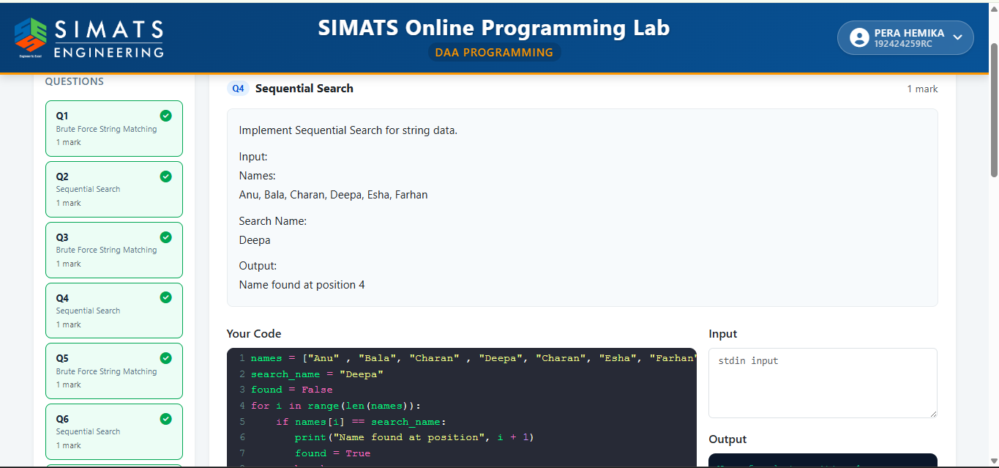 SIMATS
ENGINEERING
Engineer to Excel
SIMATS Online Programming Lab
DAA PROGRAMMING
PERA HEMIKA
192424259RC
QUESTIONS
Q1
Brute Force String Matching
1 mark
Q2
Sequential Search
1 mark
Q3
Brute Force String Matching
1 mark
Q4
Sequential Search
1 mark
Q5
Brute Force String Matching
1 mark
Q6
Sequential Search
1 mark
Q4 Sequential Search 1 mark
Implement Sequential Search for string data.
Input:
Names:
Anu, Bala, Charan, Deepa, Esha, Farhan
Search Name:
Deepa
Output:
Name found at position 4
Your Code
1 names = ["Anu" , "Bala", "Charan" , "Deepa", "Charan", "Esha", "Farhan"
2 search_name = "Deepa"
3 found = False
4 for i in range(len(names)):
5 if names[i] == search_name:
6 print("Name found at position", i + 1)
7 found = True
Input
stdin input
Output